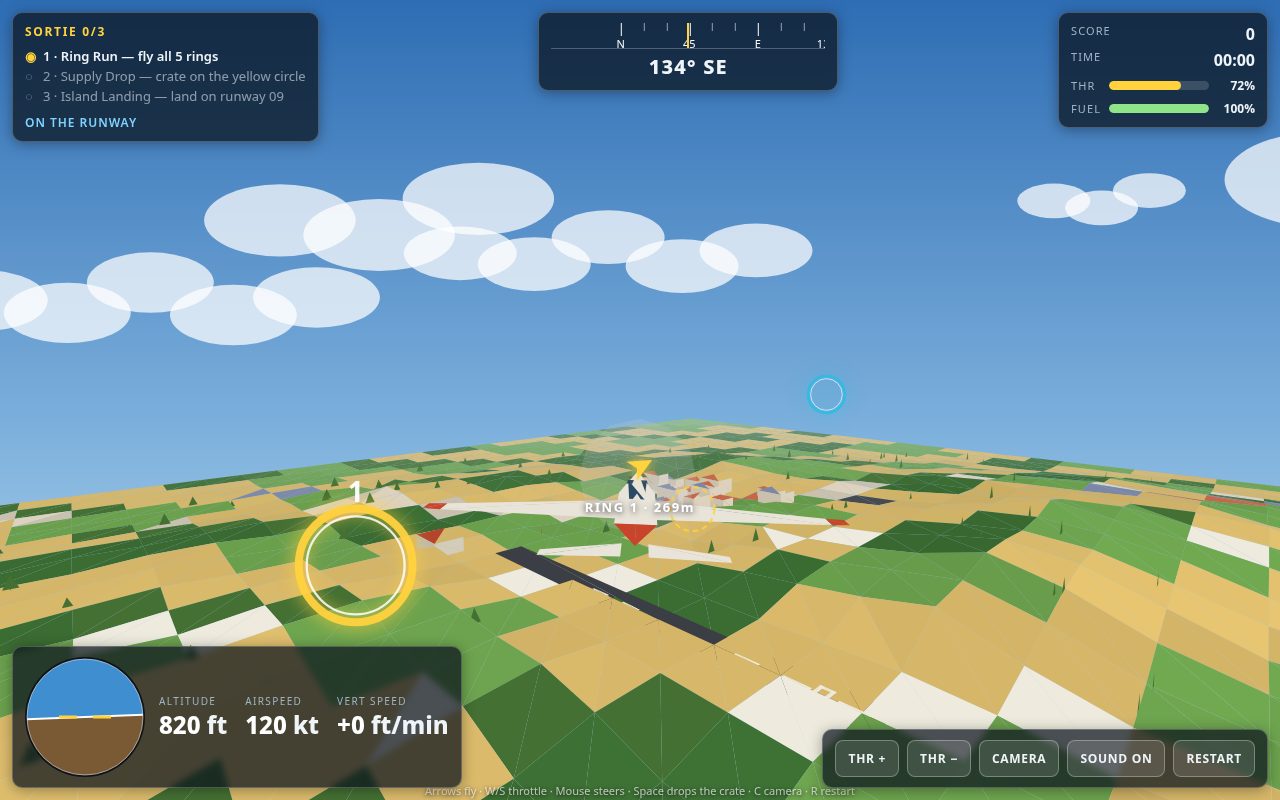 SORTIE 0/3
1 · Ring Run — fly all 5 rings
2 · Supply Drop — crate on the yellow circle
3 · Island Landing — land on runway 09
ON THE RUNWAY
N 45 E
134° SE
SCORE 0
TIME 00:00
THR 72%
FUEL 100%
1
N
RING 1 · 269m
ALTITUDE AIRSPEED VERT SPEED
820 ft 120 kt +0 ft/min
THR + THR − CAMERA SOUND ON RESTART
Arrows fly · W/S throttle · Mouse steers · Space drops the crate · C camera · R restart